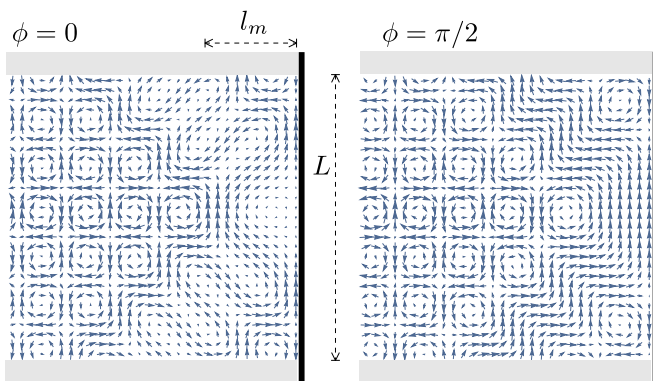 ϕ = 0
l_m
ϕ = π/2
L